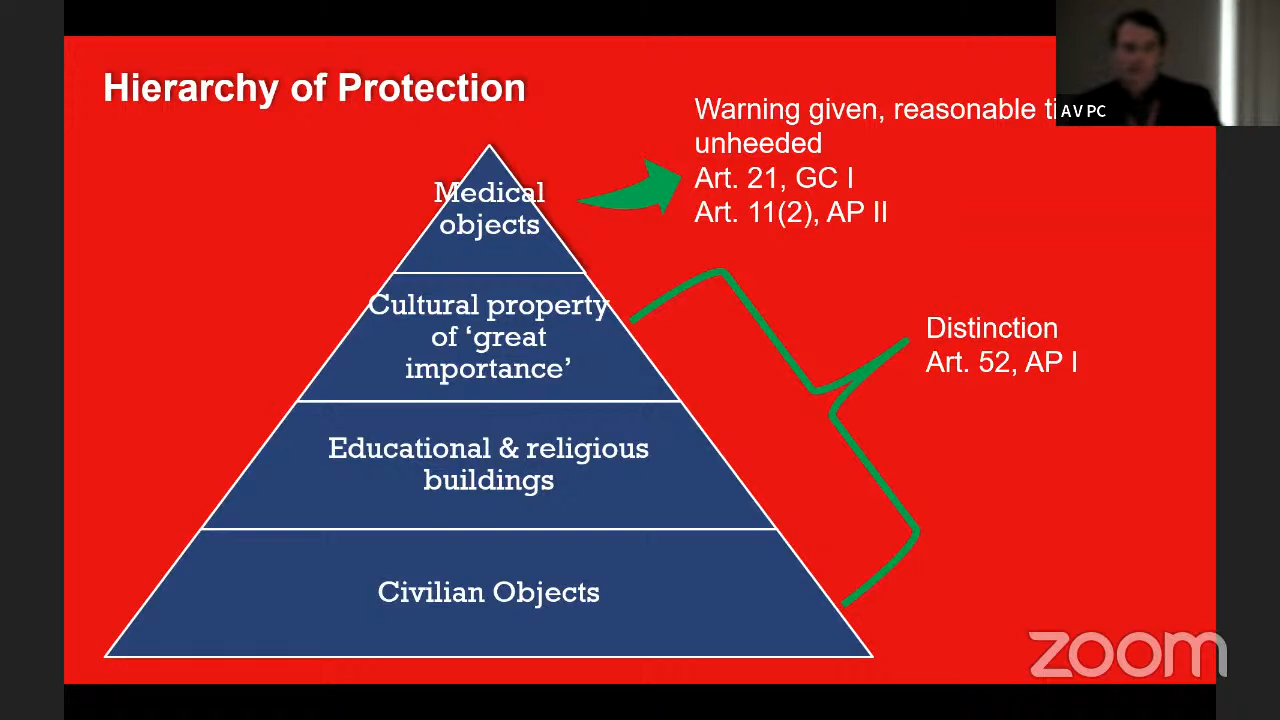 Hierarchy of Protection
Warning given, reasonable
unheeded
Art. 21, GC I
Art. 11(2), AP II
AV PC
Medical
objects
Cultural property
of ‘great
importance’
Distinction
Art. 52, AP I
Educational & religious
buildings
Civilian Objects
zoom